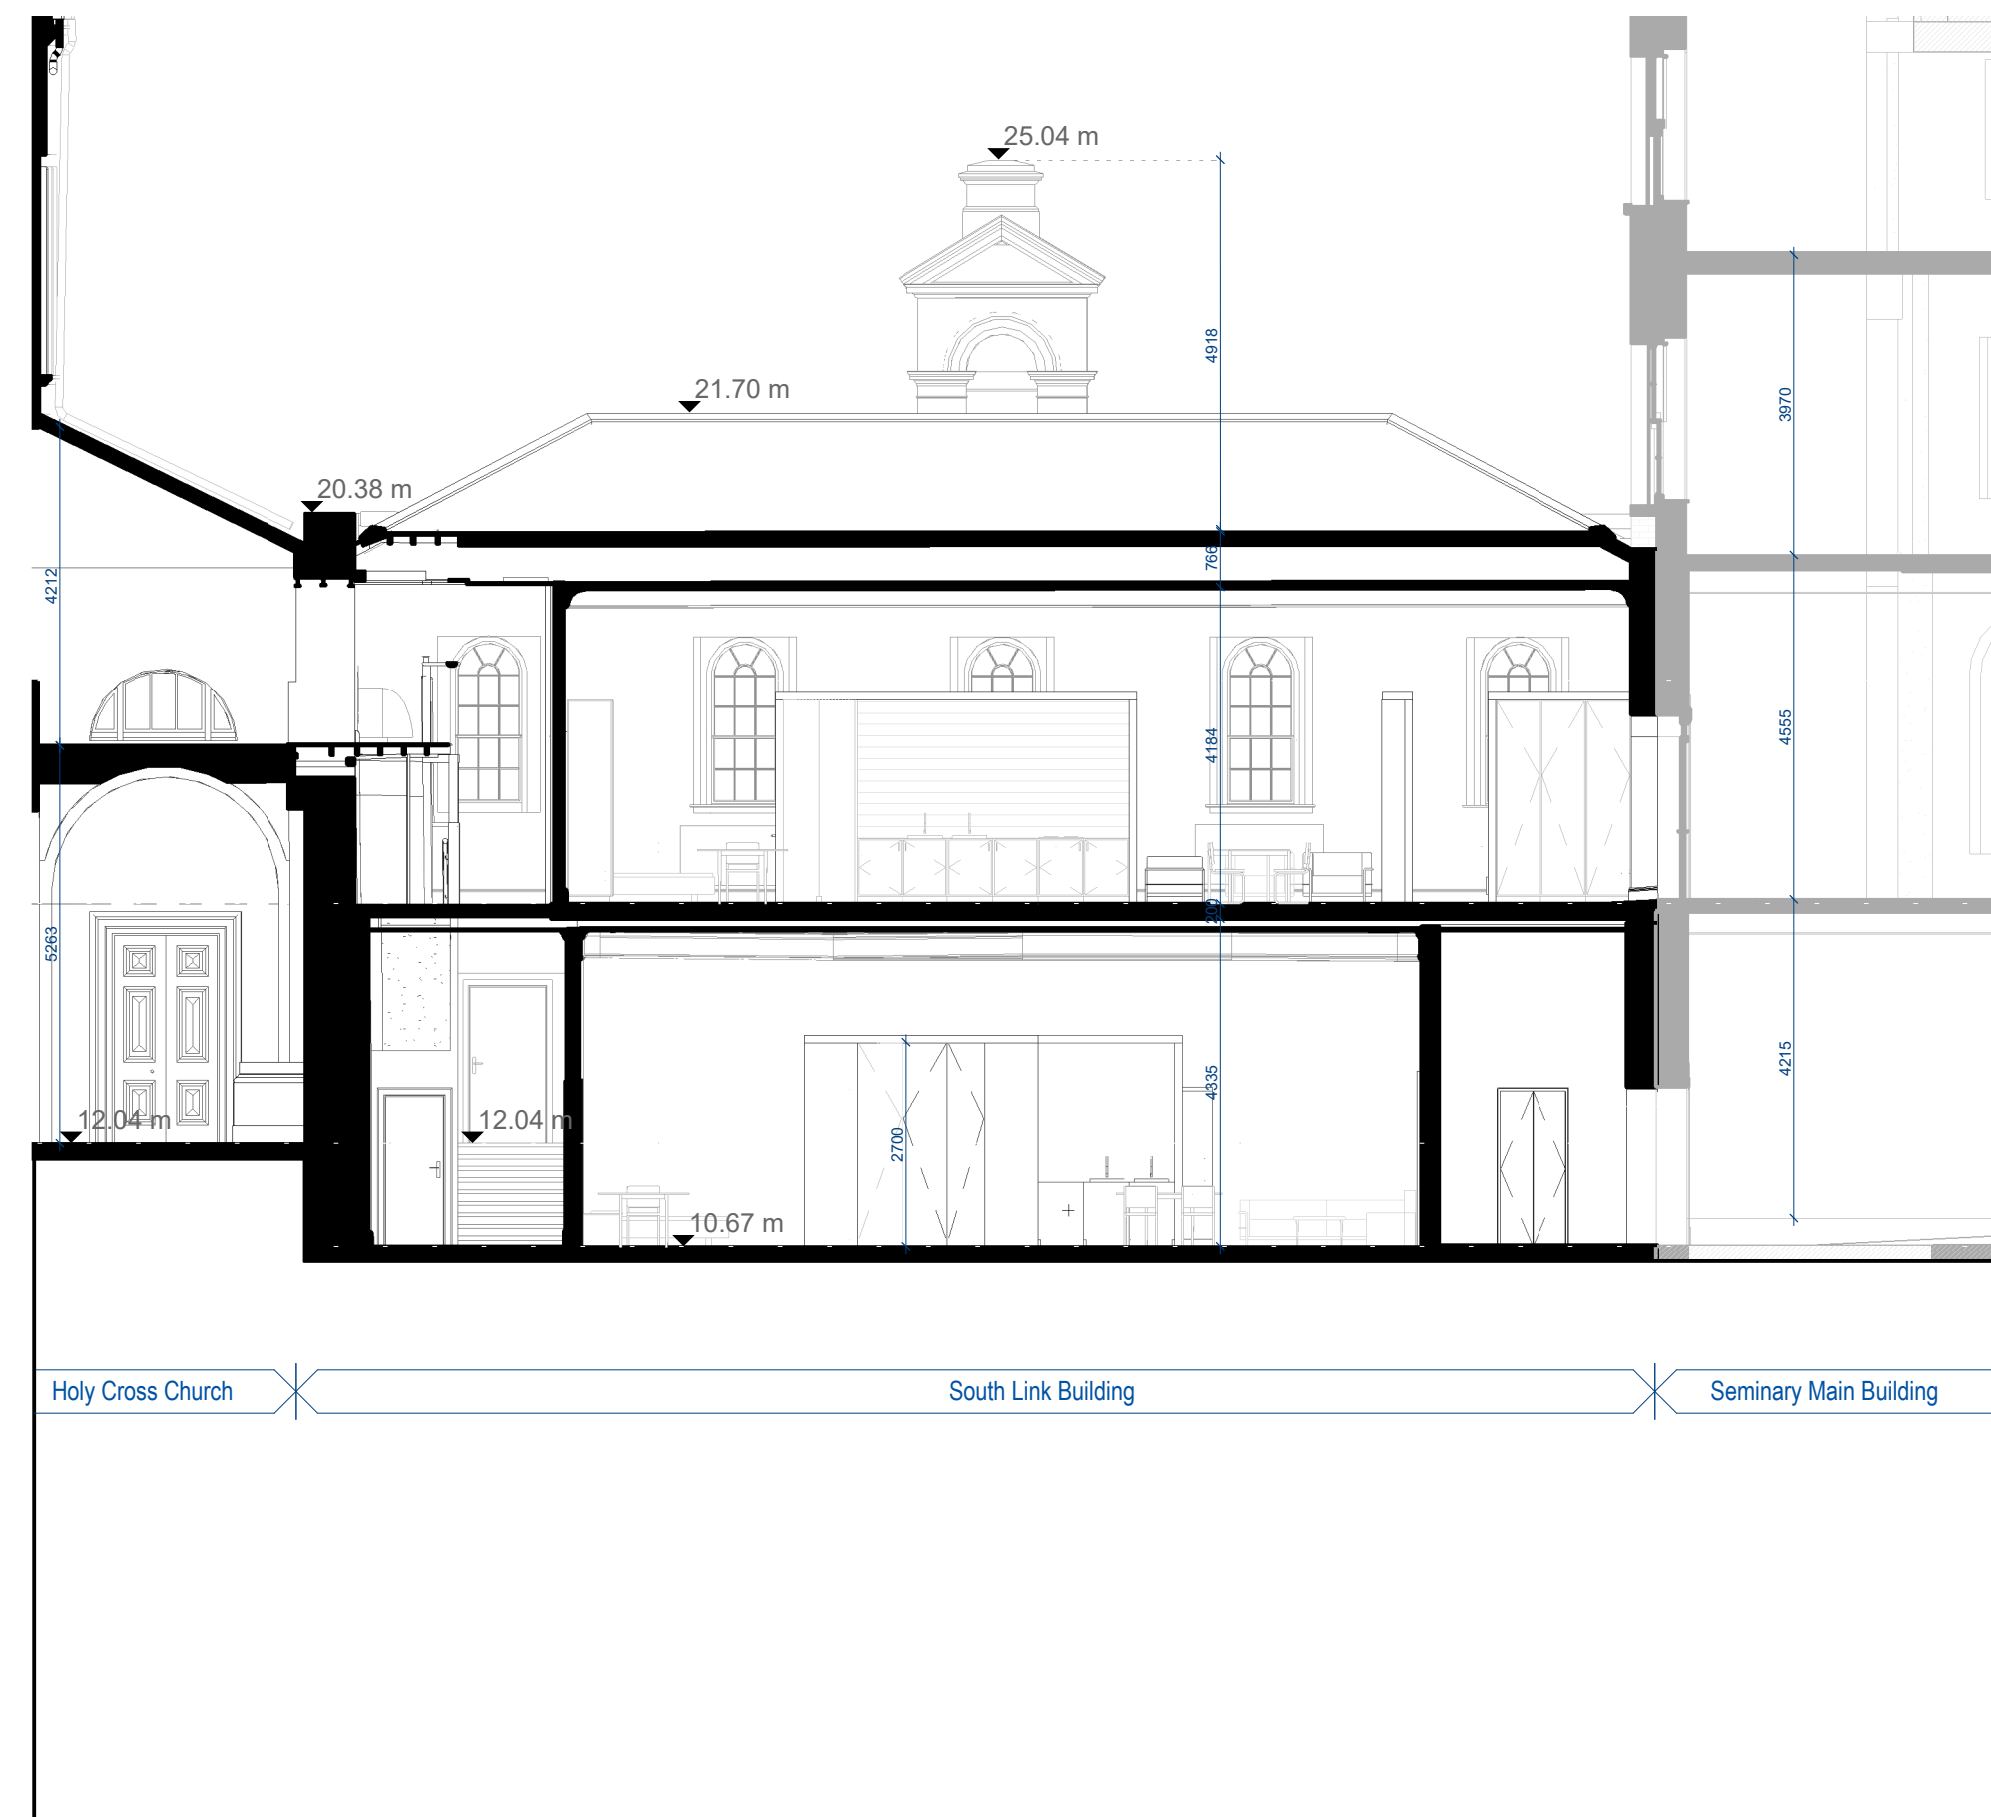 25.04 m
4918
21.70 m
3970
20.38 m
766
4212
4184
4555
200
5263
4335
4215
2700
12.04 m
12.04 m
10.67 m
Holy Cross Church
South Link Building
Seminary Main Building